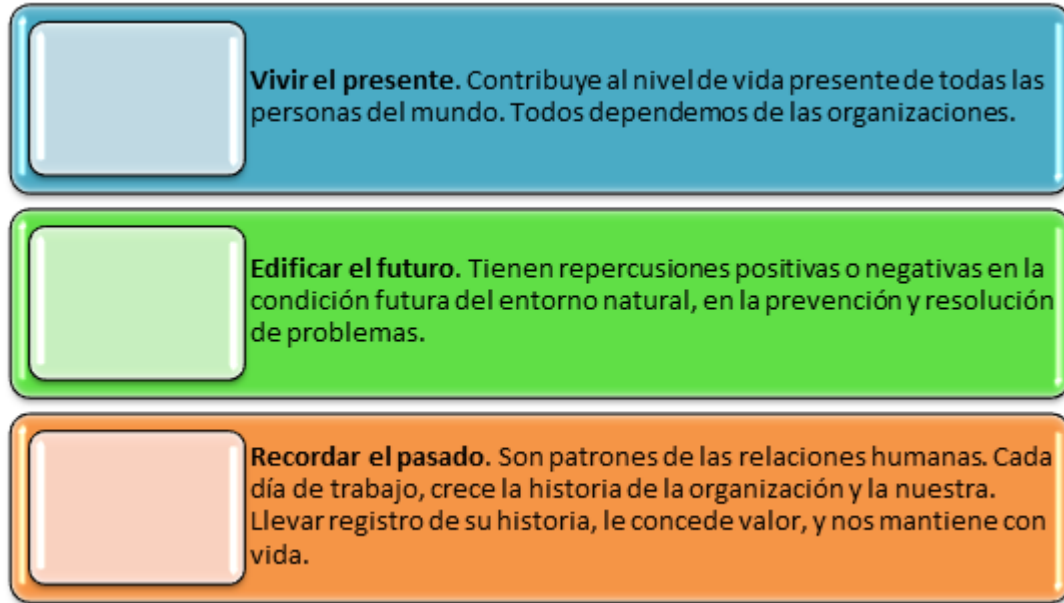 Vivir el presente. Contribuye al nivel de vida presente de todas las
personas del mundo. Todos dependemos de las organizaciones.
Edificar el futuro. Tienen repercusiones positivas o negativas en la
condición futura del entorno natural, en la prevención y resolución
de problemas.
Recordar el pasado. Son patrones de las relaciones humanas. Cada
día de trabajo, crece la historia de la organización y la nuestra.
Llevar registro de su historia, le concede valor, y nos mantiene con
vida.